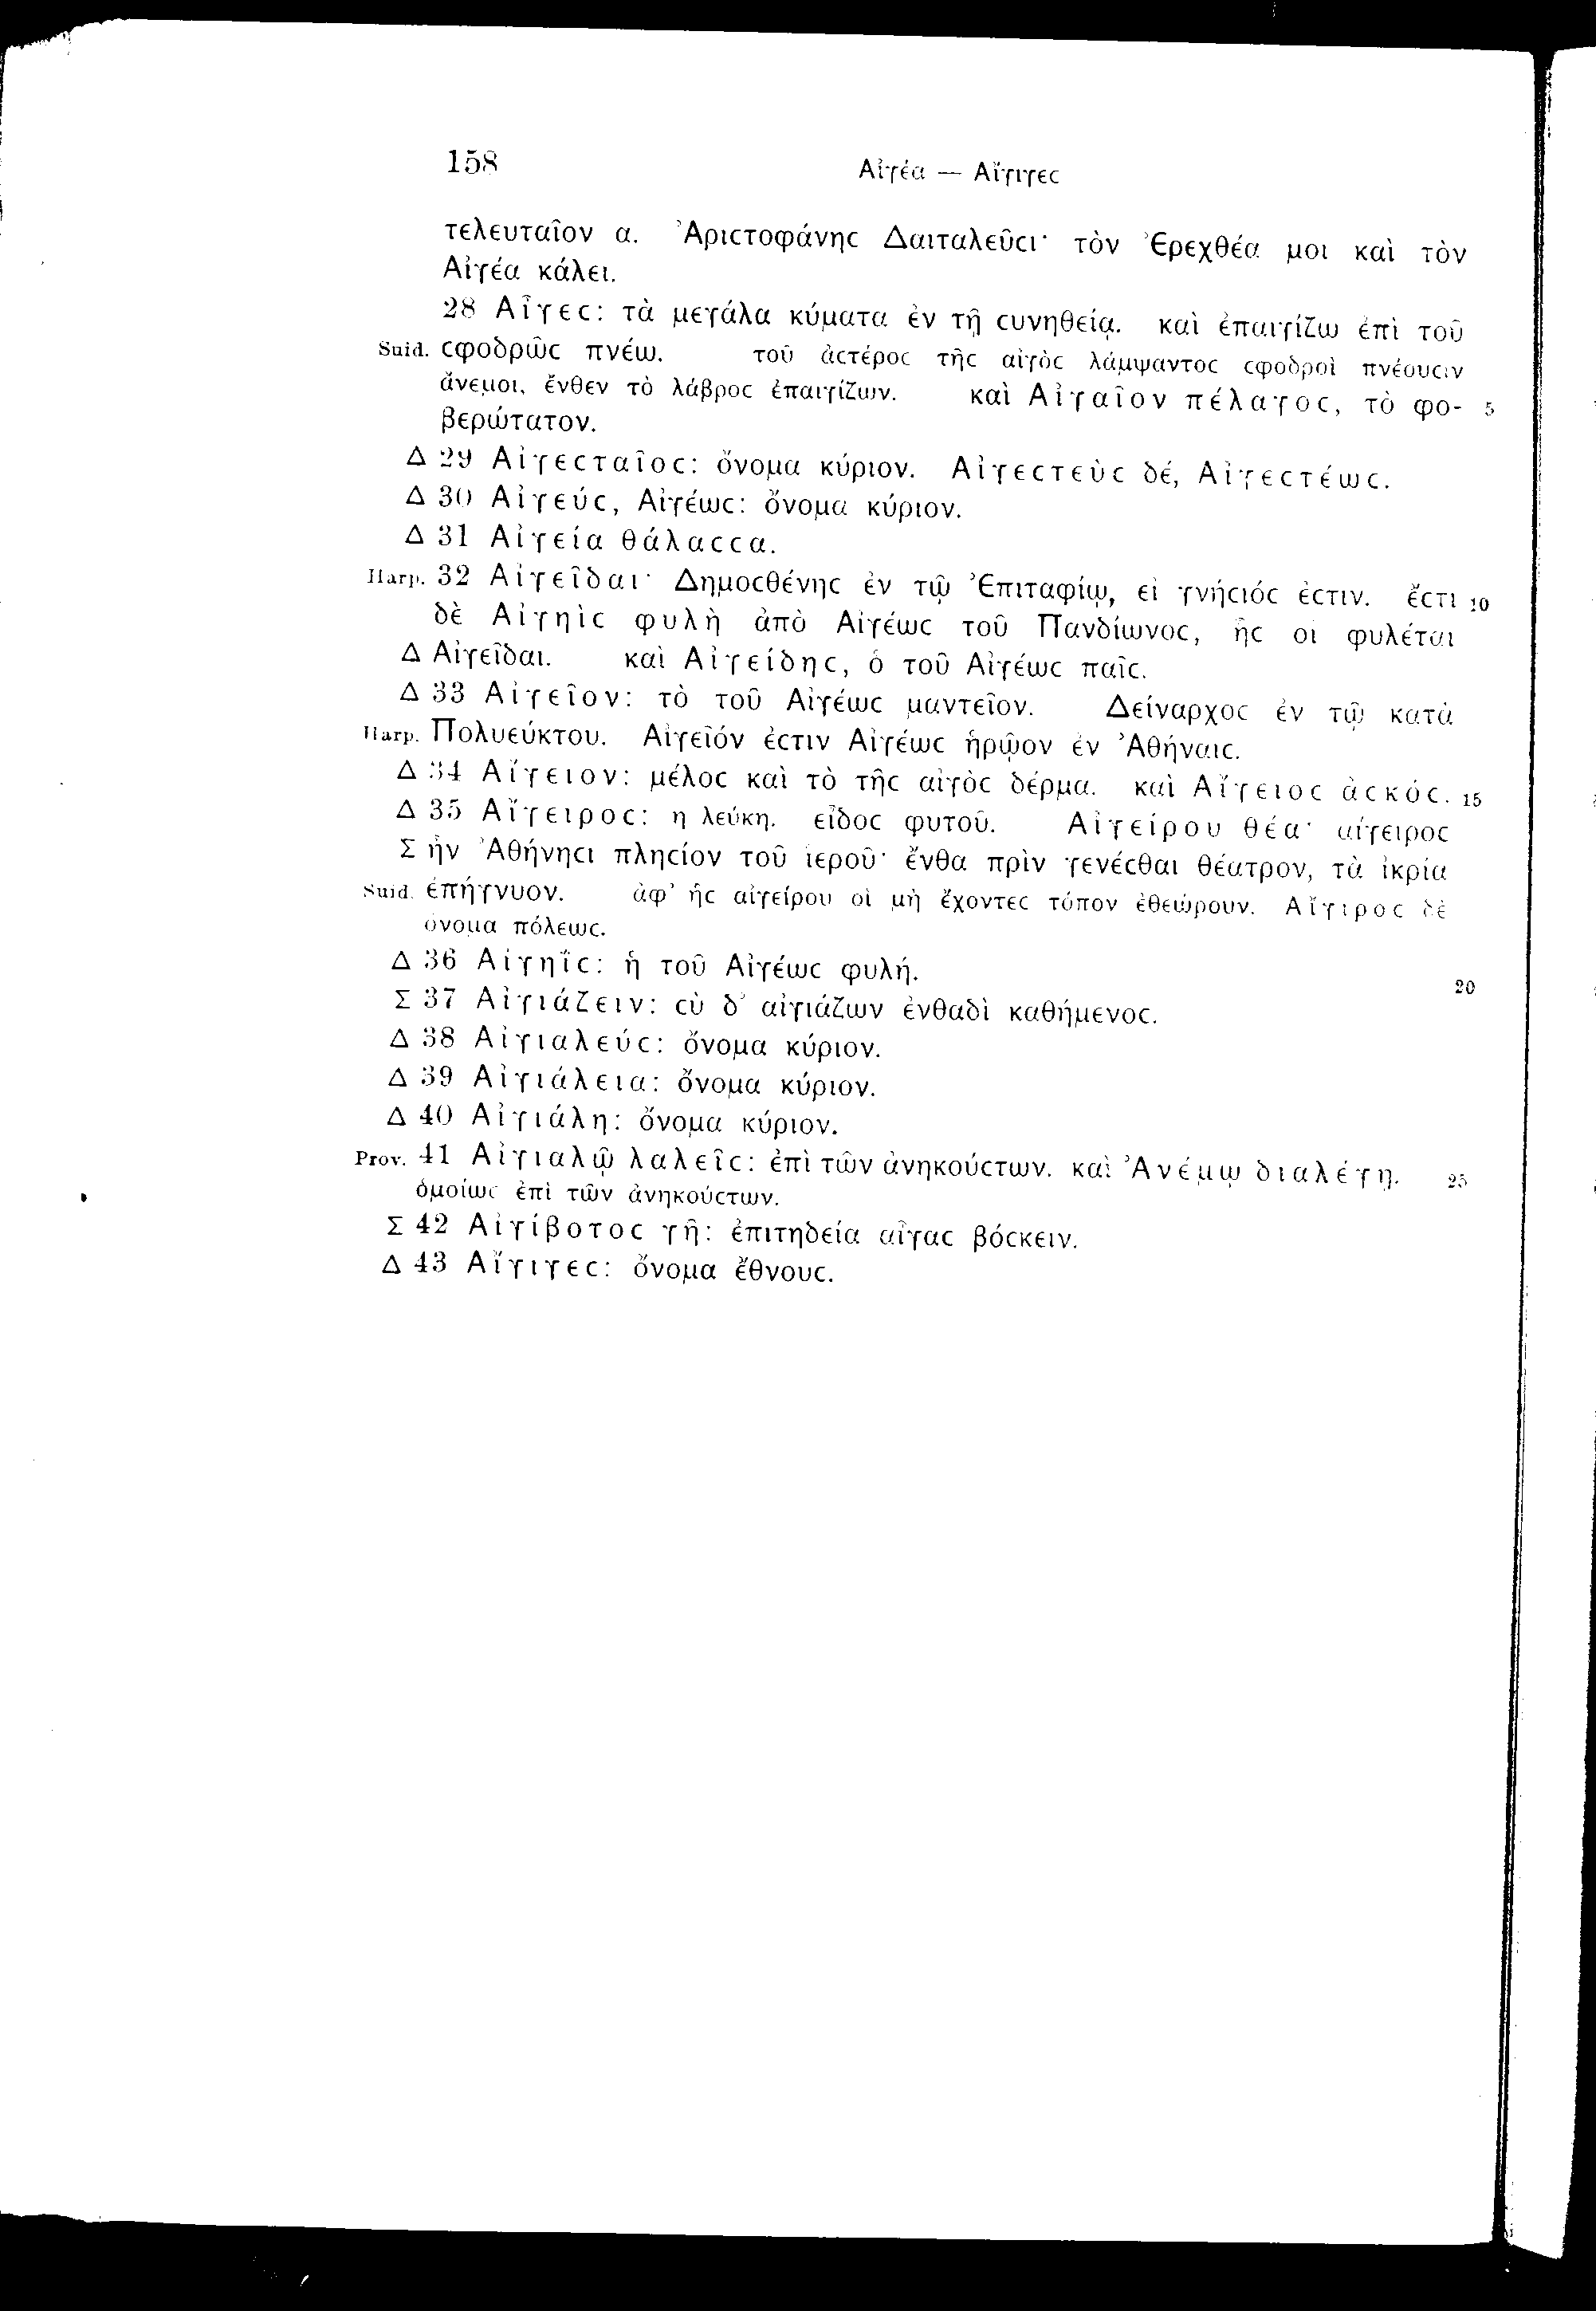 158 Αἰγέα — Αἴγιγεϲ
τελευταῖον α. Ἀριϲτοφάνηϲ Δαιταλεῦϲι· τὸν Ἐρεχθέα μοι καὶ τὸν
Αἰγέα κάλει.
28 Αἶγεϲ: τὰ μεγάλα κύματα ἐν τῇ ϲυνηθείᾳ. καὶ ἐπαιγίζω ἐπὶ τοῦ
Suid. ϲφοδρῶϲ πνέω. τοῦ ἀϲτέροϲ τῆϲ αἰγὸϲ λάμψαντοϲ ϲφοδροὶ πνέουϲιν
ἄνεμοι, ἔνθεν τὸ λάβροϲ ἐπαιγίζων. καὶ Αἰγαῖον πέλαγοϲ, τὸ φο- 5
βερώτατον.
Δ 29 Αἰγεϲταῖοϲ: ὄνομα κύριον. Αἰγεϲτεὺϲ δέ, Αἰγεϲτέωϲ.
Δ 30 Αἰγεύϲ, Αἰγέωϲ: ὄνομα κύριον.
Δ 31 Αἰγεία θάλαϲϲα.
Harp. 32 Αἰγεῖδαι· Δημοϲθένηϲ ἐν τῷ Ἐπιταφίῳ, εἰ γνήϲιόϲ ἐϲτιν. ἔϲτι 10
δὲ Αἰγηὶϲ φυλὴ ἀπὸ Αἰγέωϲ τοῦ Πανδίωνοϲ, ἧϲ οἱ φυλέται
Δ Αἰγεῖδαι. καὶ Αἰγείδηϲ, ὁ τοῦ Αἰγέωϲ παῖϲ.
Δ 33 Αἰγεῖον: τὸ τοῦ Αἰγέωϲ μαντεῖον. Δείναρχοϲ ἐν τῷ κατὰ
Harp. Πολυεύκτου. Αἰγεῖόν ἐϲτιν Αἰγέωϲ ἡρῷον ἐν Ἀθήναιϲ.
Δ 34 Αἴγειον: μέλοϲ καὶ τὸ τῆϲ αἰγὸϲ δέρμα. καὶ Αἴγειοϲ ἀϲκόϲ. 15
Δ 35 Αἴγειροϲ: η λεύκη. εἶδοϲ φυτοῦ. Αἰγείρου θέα· αἴγειροϲ
Σ ἦν Ἀθήνηϲι πληϲίον τοῦ ἱεροῦ· ἔνθα πρὶν γενέϲθαι θέατρον, τὰ ἰκρία
Suid. ἐπήγνυον. ἀφ’ ἧϲ αἰγείρου οἱ μὴ ἔχοντεϲ τόπον ἐθεώρουν. Αἴγιροϲ δὲ
ὄνομα πόλεωϲ.
Δ 36 Αἰγηΐϲ: ἡ τοῦ Αἰγέωϲ φυλή. 20
Σ 37 Αἰγιάζειν: ϲὺ δ’ αἰγιάζων ἐνθαδὶ καθήμενοϲ.
Δ 38 Αἰγιαλεύϲ: ὄνομα κύριον.
Δ 39 Αἰγιάλεια: ὄνομα κύριον.
Δ 40 Αἰγιάλη: ὄνομα κύριον.
Prov. 41 Αἰγιαλῷ λαλεῖϲ: ἐπὶ τῶν ἀνηκούϲτων. καὶ Ἀνέμῳ διαλέγῃ. 25
ὁμοίωϲ ἐπὶ τῶν ἀνηκούϲτων.
Σ 42 Αἰγίβοτοϲ γῆ: ἐπιτηδεία αἶγαϲ βόϲκειν.
Δ 43 Αἴγιγεϲ: ὄνομα ἔθνουϲ.